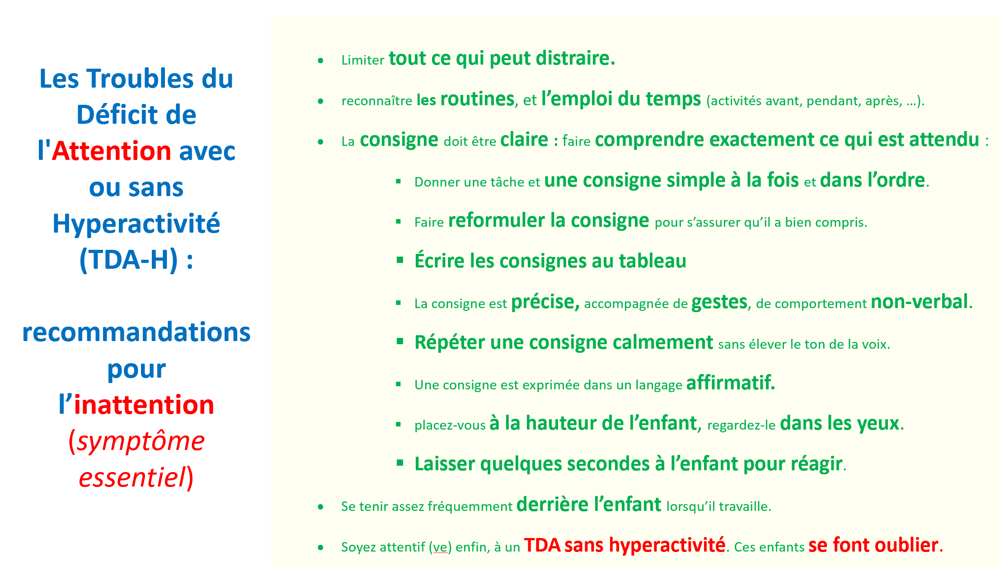 Les Troubles du
Déficit de
l'Attention avec
ou sans
Hyperactivité
(TDA-H) :
recommandations
pour
l’inattention
(symptôme
essentiel)
• Limiter tout ce qui peut distraire.
• reconnaître les routines, et l’emploi du temps (activités avant, pendant, après, …).
• La consigne doit être claire : faire comprendre exactement ce qui est attendu :
▪ Donner une tâche et une consigne simple à la fois et dans l’ordre.
▪ Faire reformuler la consigne pour s’assurer qu’il a bien compris.
▪ Écrire les consignes au tableau
▪ La consigne est précise, accompagnée de gestes, de comportement non-verbal.
▪ Répéter une consigne calmement sans élever le ton de la voix.
▪ Une consigne est exprimée dans un langage affirmatif.
▪ placez-vous à la hauteur de l’enfant, regardez-le dans les yeux.
▪ Laisser quelques secondes à l’enfant pour réagir.
• Se tenir assez fréquemment derrière l’enfant lorsqu’il travaille.
• Soyez attentif (ve) enfin, à un TDA sans hyperactivité. Ces enfants se font oublier.